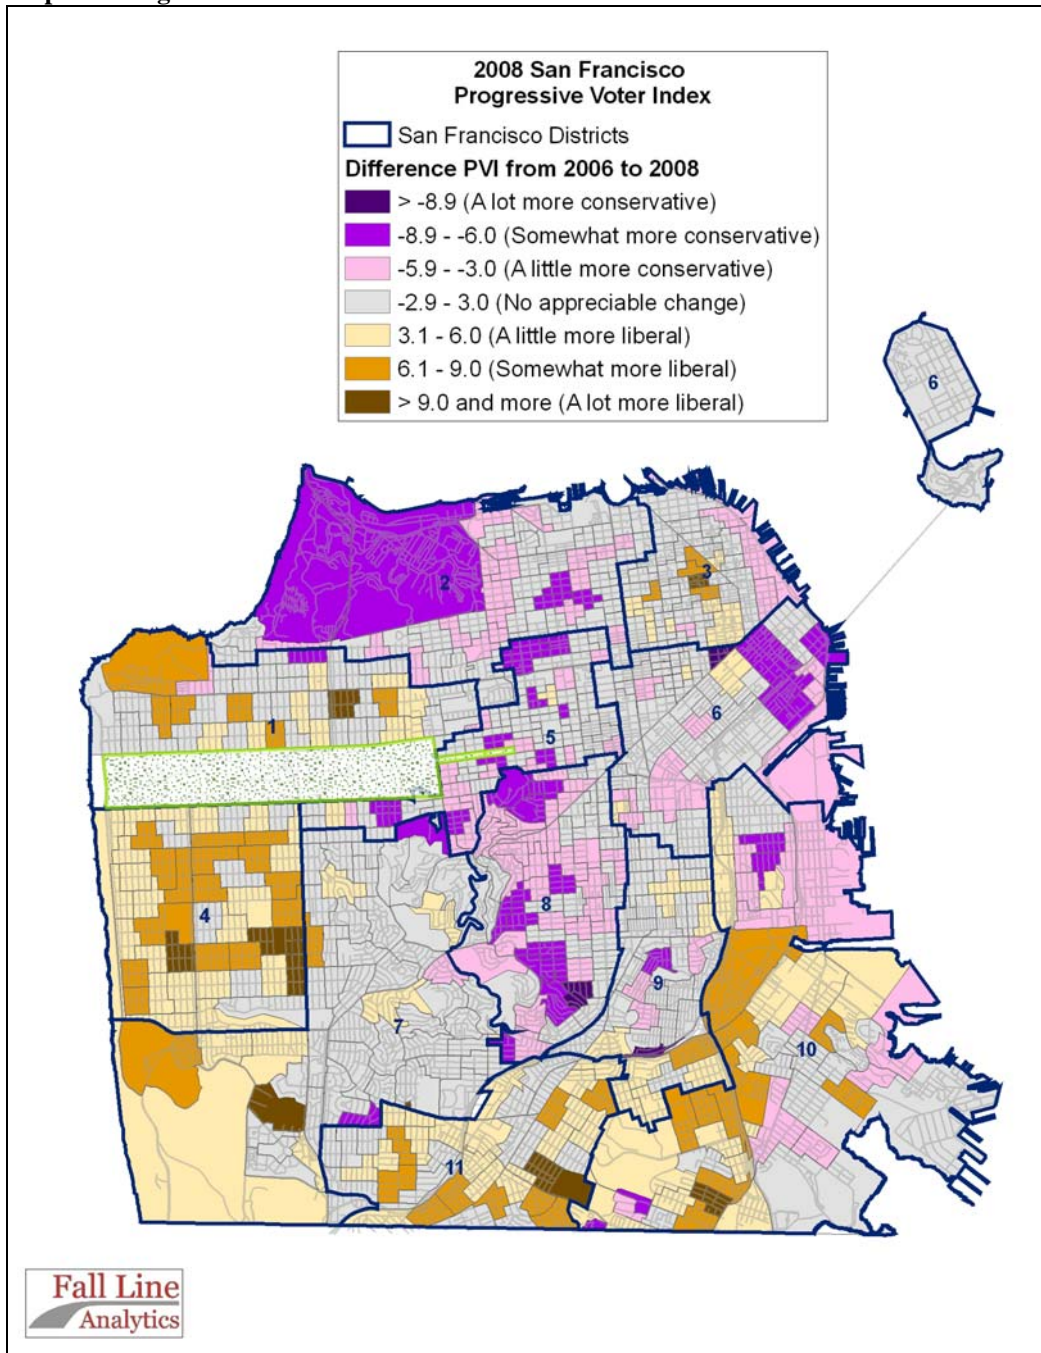 2008 San Francisco
Progressive Voter Index
San Francisco Districts
Difference PVI from 2006 to 2008
> -8.9 (A lot more conservative)
-8.9 - -6.0 (Somewhat more conservative)
-5.9 - -3.0 (A little more conservative)
-2.9 - 3.0 (No appreciable change)
3.1 - 6.0 (A little more liberal)
6.1 - 9.0 (Somewhat more liberal)
> 9.0 and more (A lot more liberal)
6
2
3
6
1
5
4
8
9
7
10
11
Fall Line
Analytics